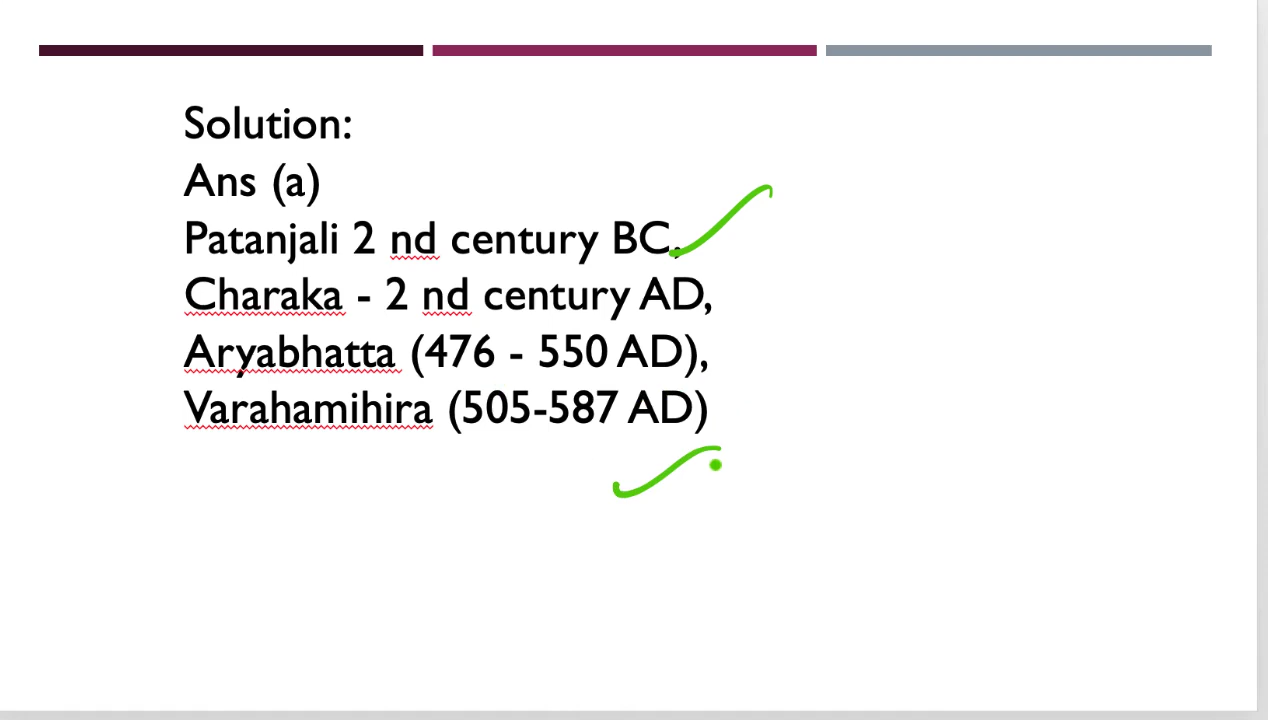 Solution:
Ans (a)
Patanjali 2 nd century BC,
Charaka - 2 nd century AD,
Aryabhatta (476 - 550 AD),
Varahamihira (505-587 AD)